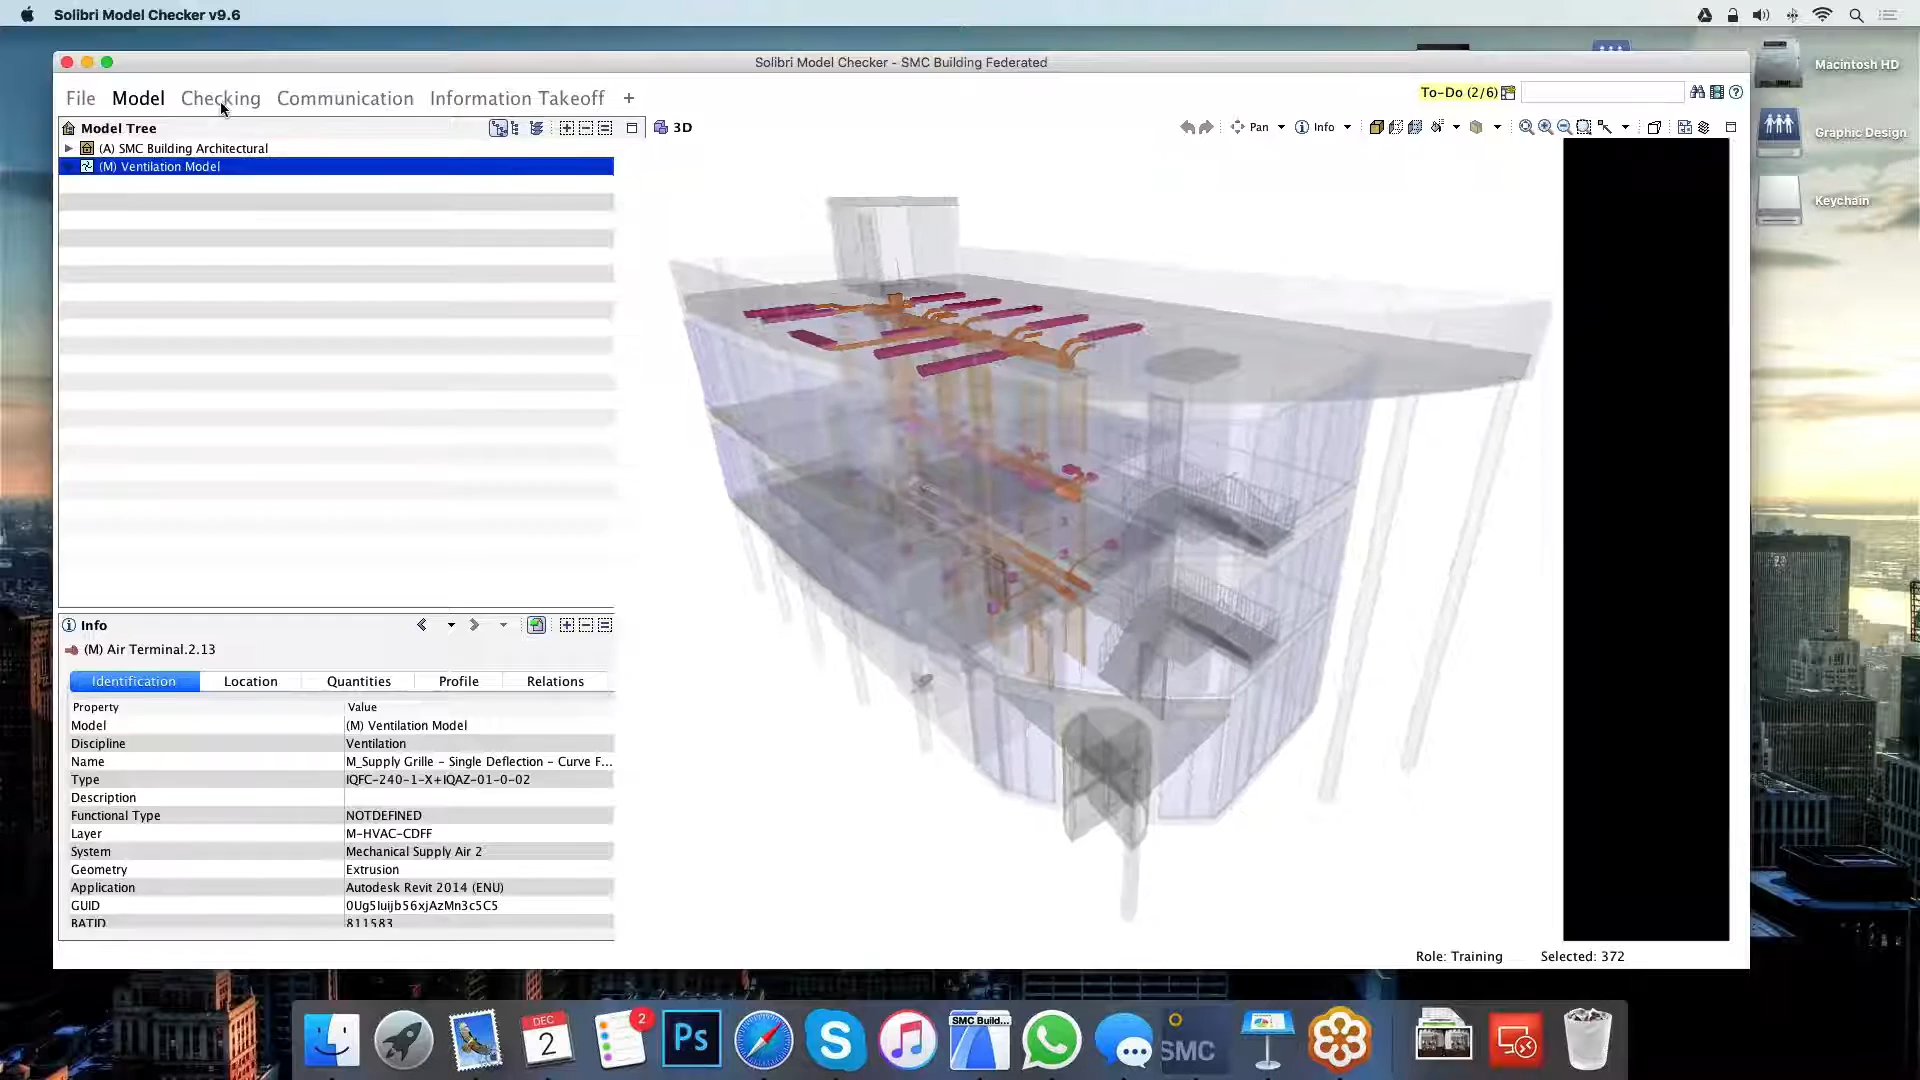 Solibri Model Checker v9.6
Solibri Model Checker - SMC Building Federated
File Model Checking Communication Information Takeoff +
To-Do (2/6)
Macintosh HD
Graphic Design
Keychain
Model Tree
3D
Pan
Info
(A) SMC Building Architectural
(M) Ventilation Model
Info
(M) Air Terminal.2.13
Identification Location Quantities Profile Relations
Property Value
Model (M) Ventilation Model
Discipline Ventilation
Name M_Supply Grille - Single Deflection - Curve F...
Type IQFC-240-1-X+IQAZ-01-0-02
Description
Functional Type NOTDEFINED
Layer M-HVAC-CDFF
System Mechanical Supply Air 2
Geometry Extrusion
Application Autodesk Revit 2014 (ENU)
GUID 0Ug5Iuijb56xjAzMn3c5C5
BATID 811583
Role: Training Selected: 372
DEC
2
2
Ps
SMC Build...
SMC